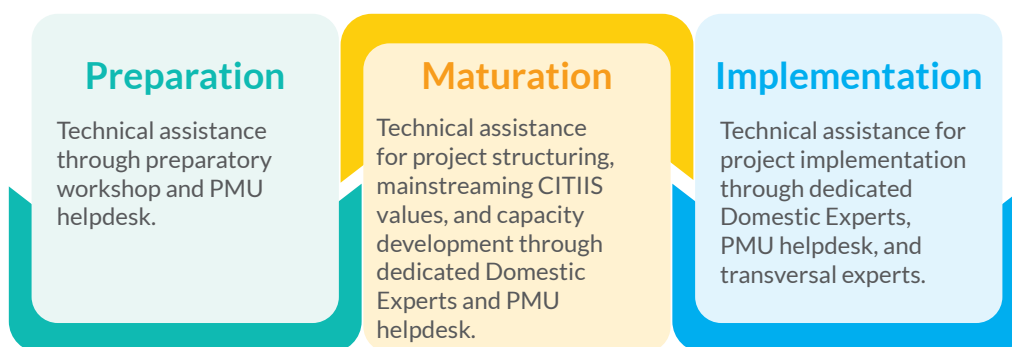 Preparation
Technical assistance
through preparatory
workshop and PMU
helpdesk.
Maturation
Technical assistance
for project structuring,
mainstreaming CITIIS
values, and capacity
development through
dedicated Domestic
Experts and PMU
helpdesk.
Implementation
Technical assistance for
project implementation
through dedicated
Domestic Experts,
PMU helpdesk, and
transversal experts.